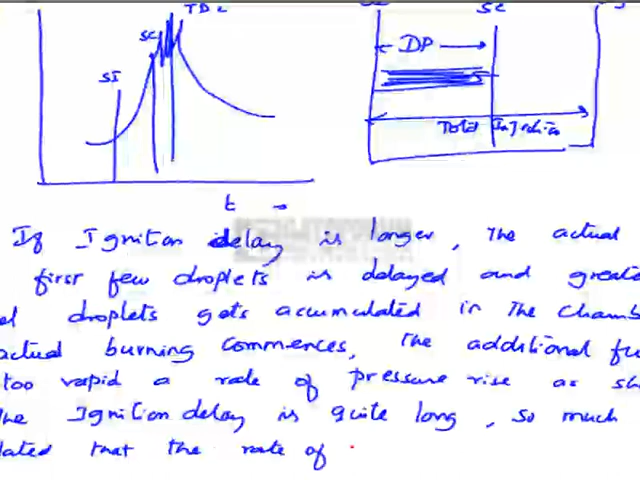 TDC
SC
SC
DP
SI
Total Injection
t
If Ignition delay is longer, the actual
first few droplets is delayed and greate
el droplets gets accumulated in the chamb
actual burning commences, the additional fu
too rapid a rate of pressure rise as sh
the Ignition delay is quite long, so much
lated that the rate of